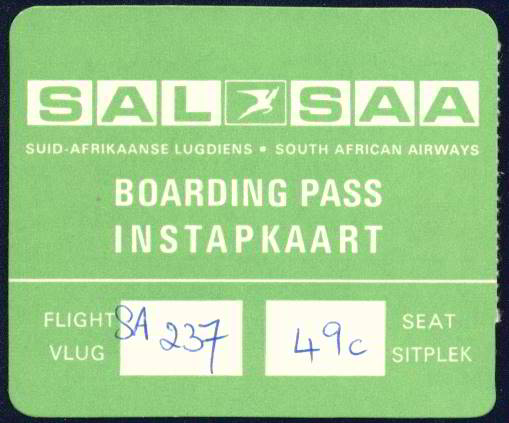 SAL SAA
SUID-AFRIKAANSE LUGDIENS • SOUTH AFRICAN AIRWAYS
BOARDING PASS
INSTAPKAART
FLIGHT SA 237 49c SEAT
VLUG SITPLEK